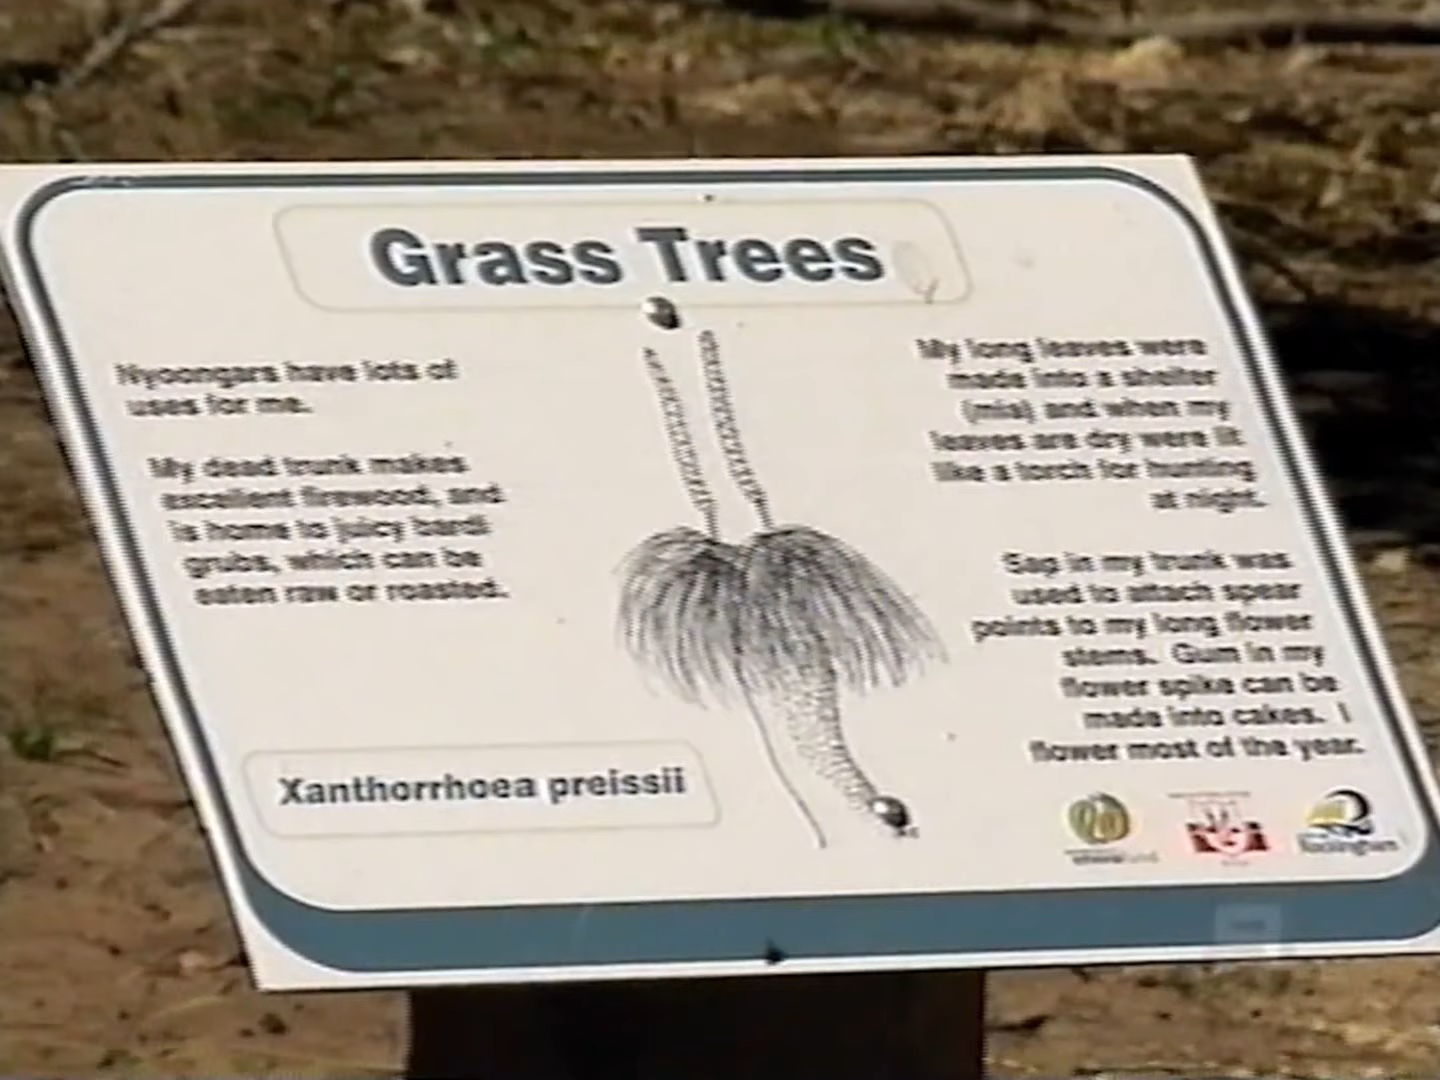 Grass Trees
Nyoongars have lots of
uses for me.
My dead trunk makes
excellent firewood, and
is home to juicy bardi
grubs, which can be
eaten raw or roasted.
My long leaves were
made into a shelter
(mia) and when my
leaves are dry were lit
like a torch for hunting
at night.
Sap in my trunk was
used to attach spear
points to my long flower
stems. Gum in my
flower spike can be
made into cakes. I
flower most of the year.
Xanthorrhoea preissii
Rockingham